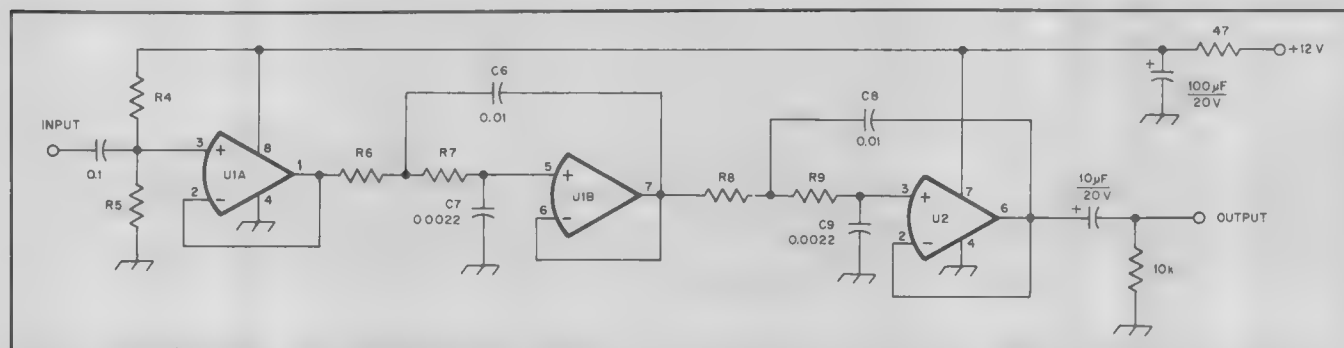 47
+12 V
+
100µF
20V
C6
0.01
C8
0.01
R4
INPUT
0.1
R5
3
+
8
U1A
1
2
-
4
R6
R7
C7
0.0022
5
+
U1B
7
6
-
R8
R9
C9
0.0022
3
+
7
U2
6
2
-
4
10µF
20V
+
OUTPUT
10k